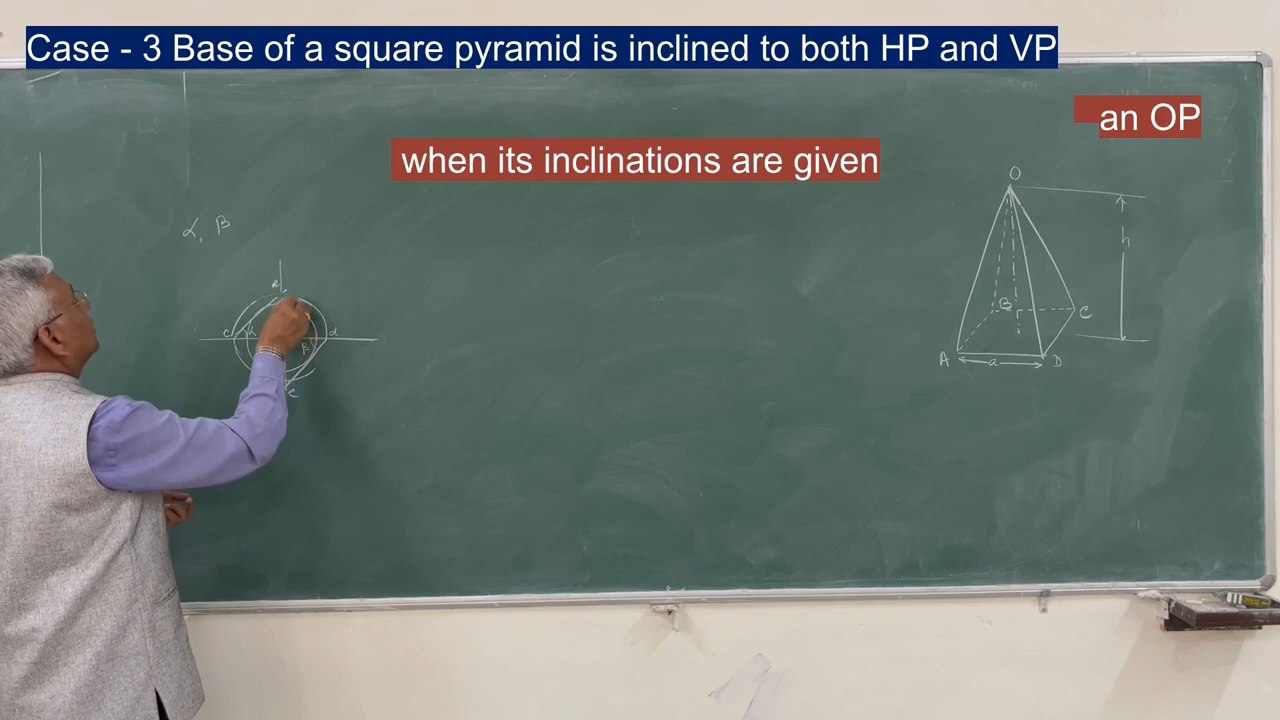 Case - 3 Base of a square pyramid is inclined to both HP and VP
an OP
when its inclinations are given
O
h
α, β
B
C
c
α
d
β
A
a
D
e